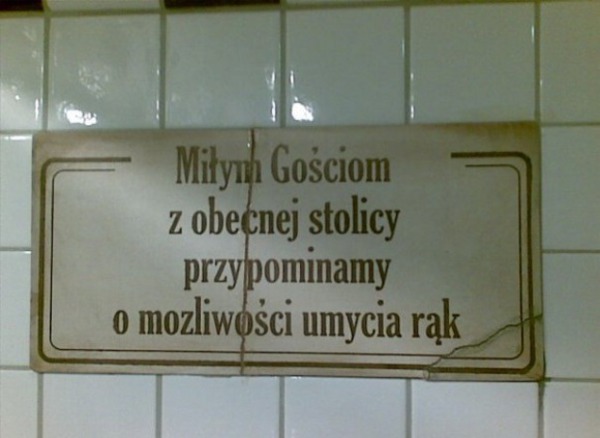 Miłym Gościom
z obecnej stolicy
przypominamy
o mozliwości umycia rąk